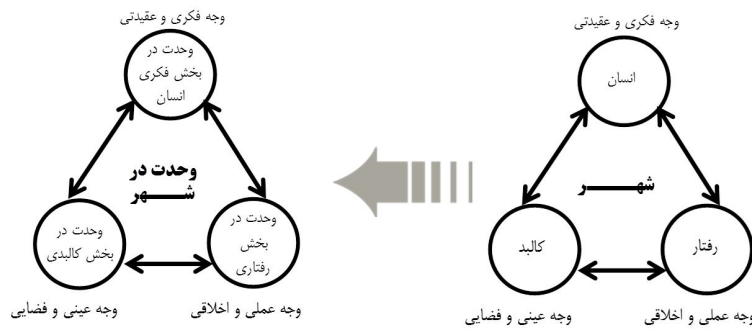 وجه فکری و عقیدتی
انسان
شهر
کالبد
رفتار
وجه عینی و فضایی
وجه عملی و اخلاقی
وجه فکری و عقیدتی
وحدت در
بخش فکری
انسان
وحدت در
شهر
وحدت در
بخش کالبدی
وحدت در
بخش
رفتاری
وجه عینی و فضایی
وجه عملی و اخلاقی